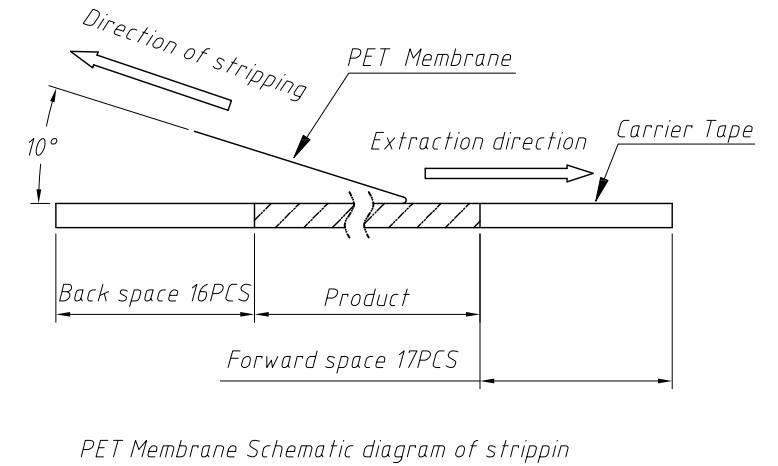 Direction of stripping
PET Membrane
Extraction direction
Carrier Tape
10°
Back space 16PCS
Product
Forward space 17PCS
PET Membrane Schematic diagram of strippin